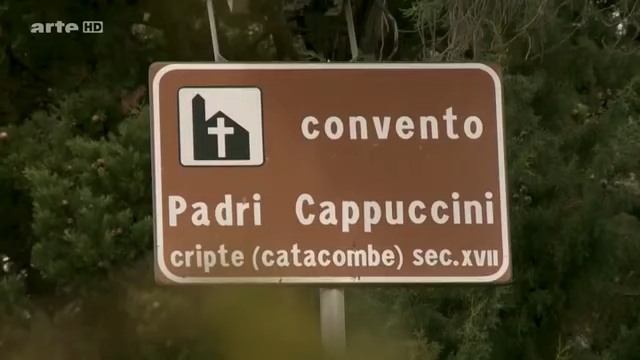 arte HD
convento
Padri Cappuccini
cripte (catacombe) sec.XVII